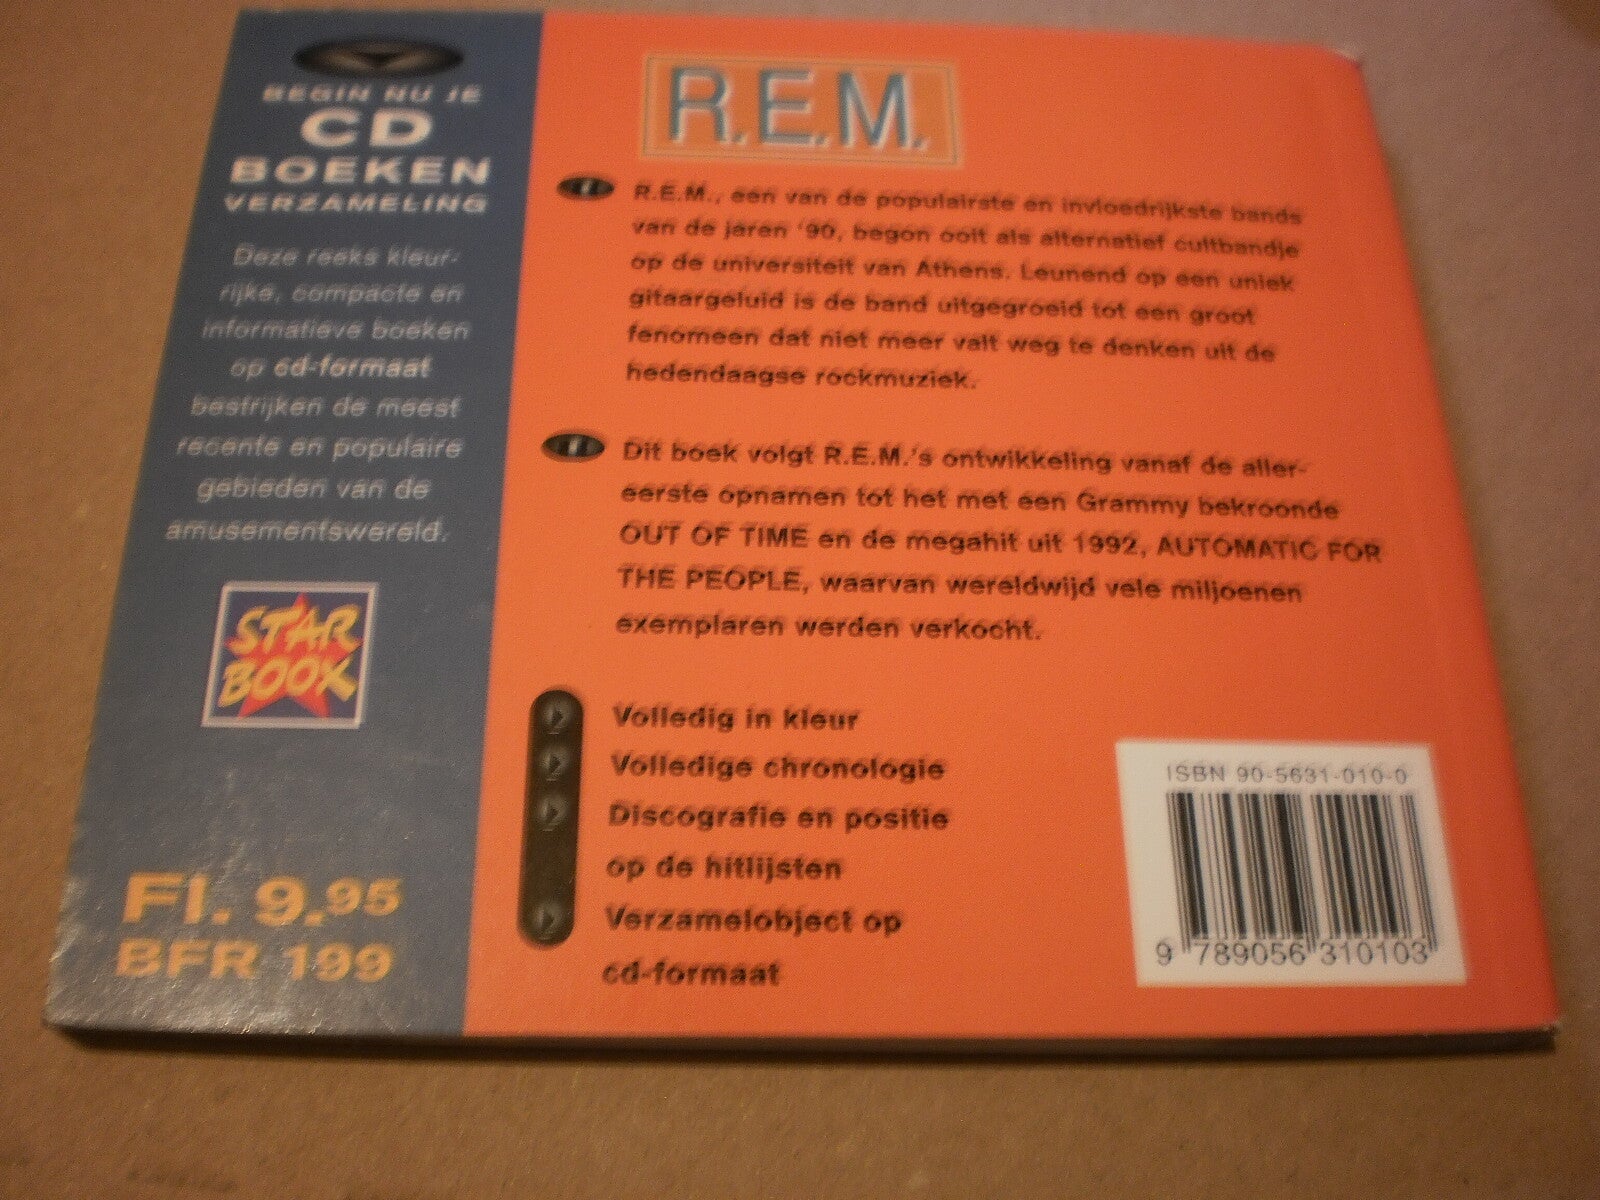 BEGIN NU JE
CD
BOEKEN
VERZAMELING
Deze reeks kleur-
rijke, compacte en
informatieve boeken
op cd-formaat
bestrijken de meest
recente en populaire
gebieden van de
amusementswereld.
STAR
BOOX
Fl. 9.95
BFR 199
R.E.M.
R.E.M., een van de populairste en invloedrijkste bands
van de jaren '90, begon ooit als alternatief cultbandje
op de universiteit van Athens. Leunend op een uniek
gitaargeluid is de band uitgegroeid tot een groot
fenomeen dat niet meer valt weg te denken uit de
hedendaagse rockmuziek.
Dit boek volgt R.E.M.'s ontwikkeling vanaf de aller-
eerste opnamen tot het met een Grammy bekroonde
OUT OF TIME en de megahit uit 1992, AUTOMATIC FOR
THE PEOPLE, waarvan wereldwijd vele miljoenen
exemplaren werden verkocht.
Volledig in kleur
Volledige chronologie
Discografie en positie
op de hitlijsten
Verzamelobject op
cd-formaat
ISBN 90-5631-010-0
9 789056 310103